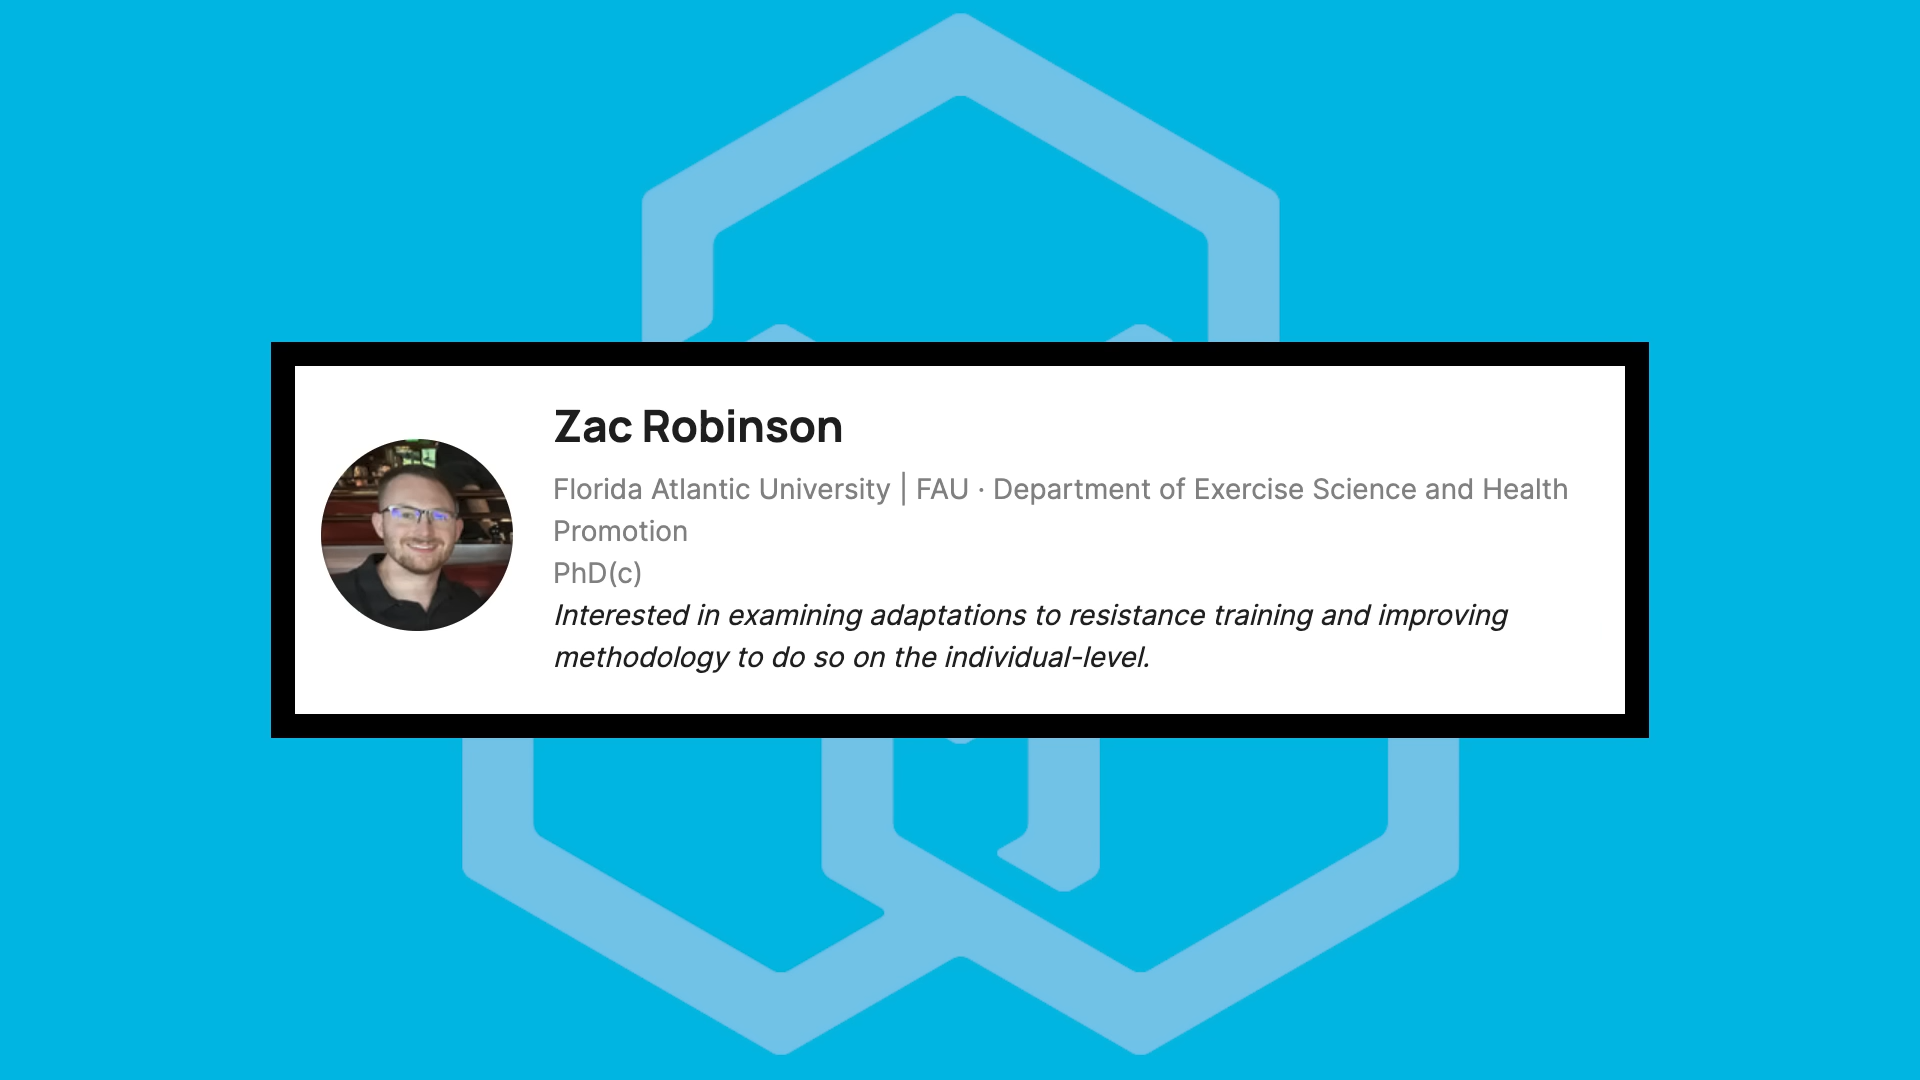 Zac Robinson
Florida Atlantic University | FAU · Department of Exercise Science and Health
Promotion
PhD(c)
Interested in examining adaptations to resistance training and improving
methodology to do so on the individual-level.